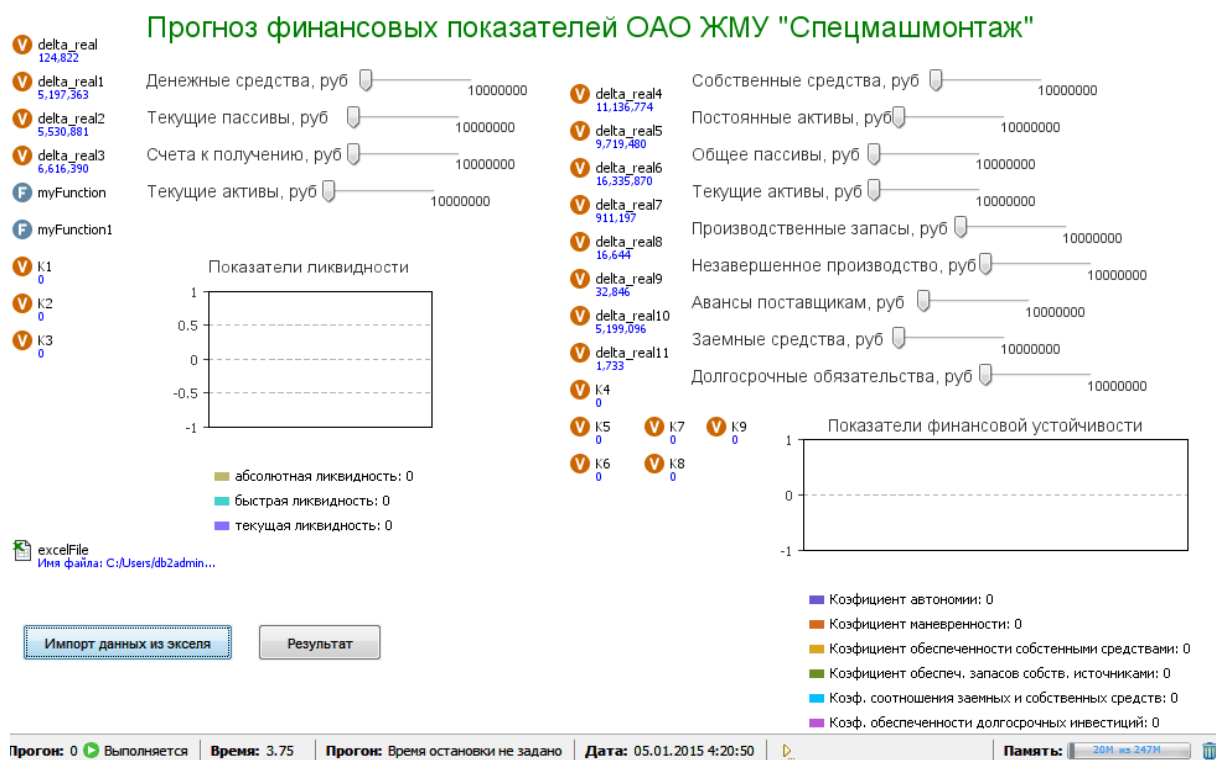 Прогноз финансовых показателей ОАО ЖМУ "Спецмашмонтаж"
delta_real
124,822
delta_real1
5,197,363
delta_real2
5,530,881
delta_real3
6,616,390
myFunction
myFunction1
K1
0
K2
0
K3
0
Денежные средства, руб 10000000
Текущие пассивы, руб 10000000
Счета к получению, руб 10000000
Текущие активы, руб 10000000
Показатели ликвидности
1
0.5
0
-0.5
-1
абсолютная ликвидность: 0
быстрая ликвидность: 0
текущая ликвидность: 0
excelFile
Имя файла: C:/Users/db2admin...
Импорт данных из экселя
Результат
delta_real4
11,136,774
delta_real5
9,719,480
delta_real6
16,335,870
delta_real7
911,197
delta_real8
16,644
delta_real9
32,846
delta_real10
5,199,096
delta_real11
1,733
K4
0
K5 K7 K9
0 0 0
K6 K8
0 0
Собственные средства, руб 10000000
Постоянные активы, руб 10000000
Общее пассивы, руб 10000000
Текущие активы, руб 10000000
Производственные запасы, руб 10000000
Незавершенное производство, руб 10000000
Авансы поставщикам, руб 10000000
Заемные средства, руб 10000000
Долгосрочные обязательства, руб 10000000
Показатели финансовой устойчивости
1
0
-1
Коэфициент автономии: 0
Коэфициент маневренности: 0
Коэфициент обеспеченности собстенными средствами: 0
Коэфициент обеспеч. запасов собств. источниками: 0
Коэф. соотношения заемных и собственных средств: 0
Коэф. обеспеченности долгосрочных инвестиций: 0
Прогон: 0 Выполняется Время: 3.75 Прогон: Время остановки не задано Дата: 05.01.2015 4:20:50 Память: 20M из 247M